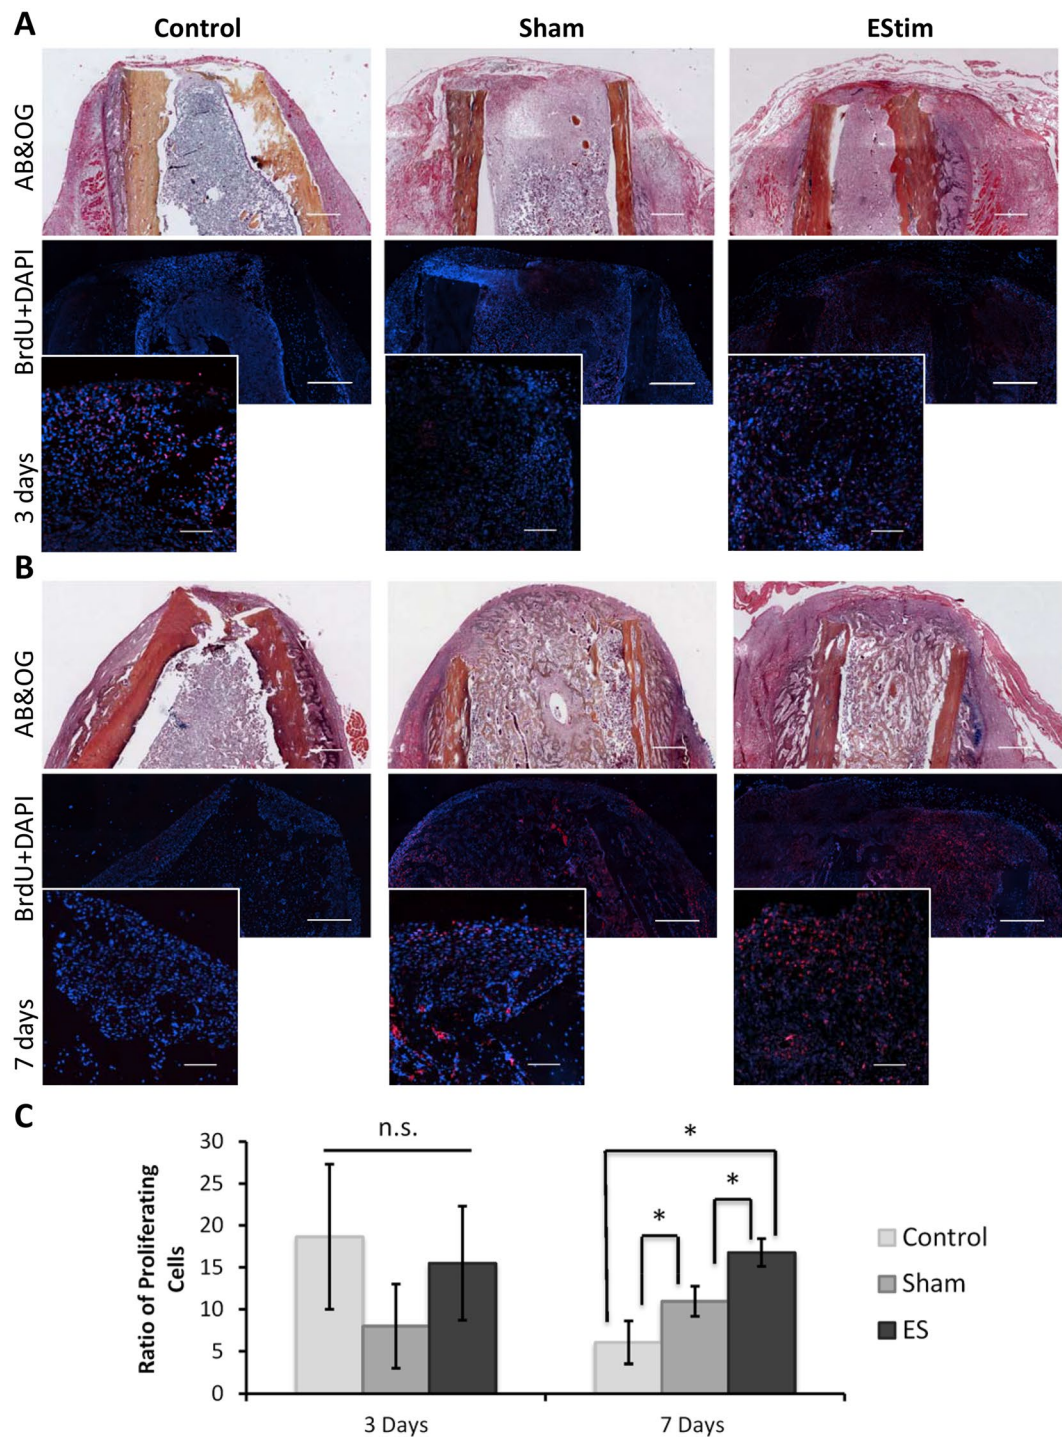 A
Control Sham EStim
AB&OG
BrdU+DAPI
3 days
B
AB&OG
BrdU+DAPI
7 days
C
Ratio of Proliferating
Cells
30
25
20
15
10
5
0
n.s.
*
*
*
3 Days
7 Days
Control
Sham
ES